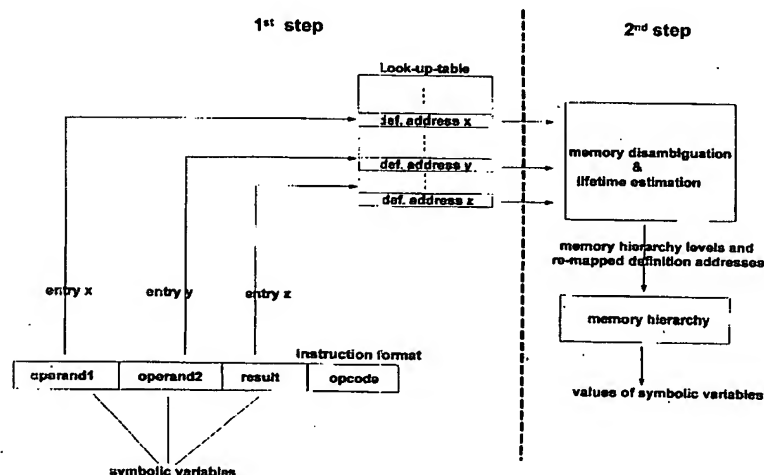 1st step
2nd step
Look-up-table
def. address x
def. address y
def. address z
memory disambiguation
&
lifetime estimation
memory hierarchy levels and
re-mapped definition addresses
entry x
entry y
entry z
memory hierarchy
instruction format
operand1
operand2
result
opcode
values of symbolic variables
symbolic variables